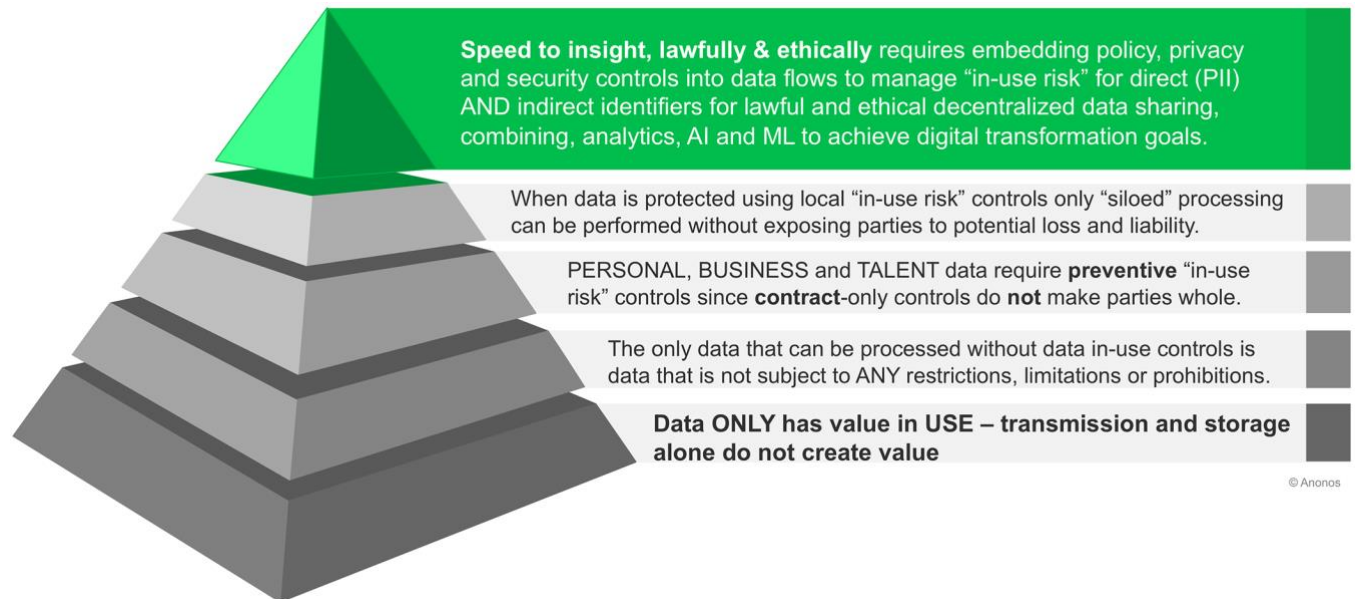 Speed to insight, lawfully & ethically requires embedding policy, privacy
and security controls into data flows to manage “in-use risk” for direct (PII)
AND indirect identifiers for lawful and ethical decentralized data sharing,
combining, analytics, AI and ML to achieve digital transformation goals.
When data is protected using local “in-use risk” controls only “siloed” processing
can be performed without exposing parties to potential loss and liability.
PERSONAL, BUSINESS and TALENT data require preventive “in-use
risk” controls since contract-only controls do not make parties whole.
The only data that can be processed without data in-use controls is
data that is not subject to ANY restrictions, limitations or prohibitions.
Data ONLY has value in USE – transmission and storage
alone do not create value
© Anonos